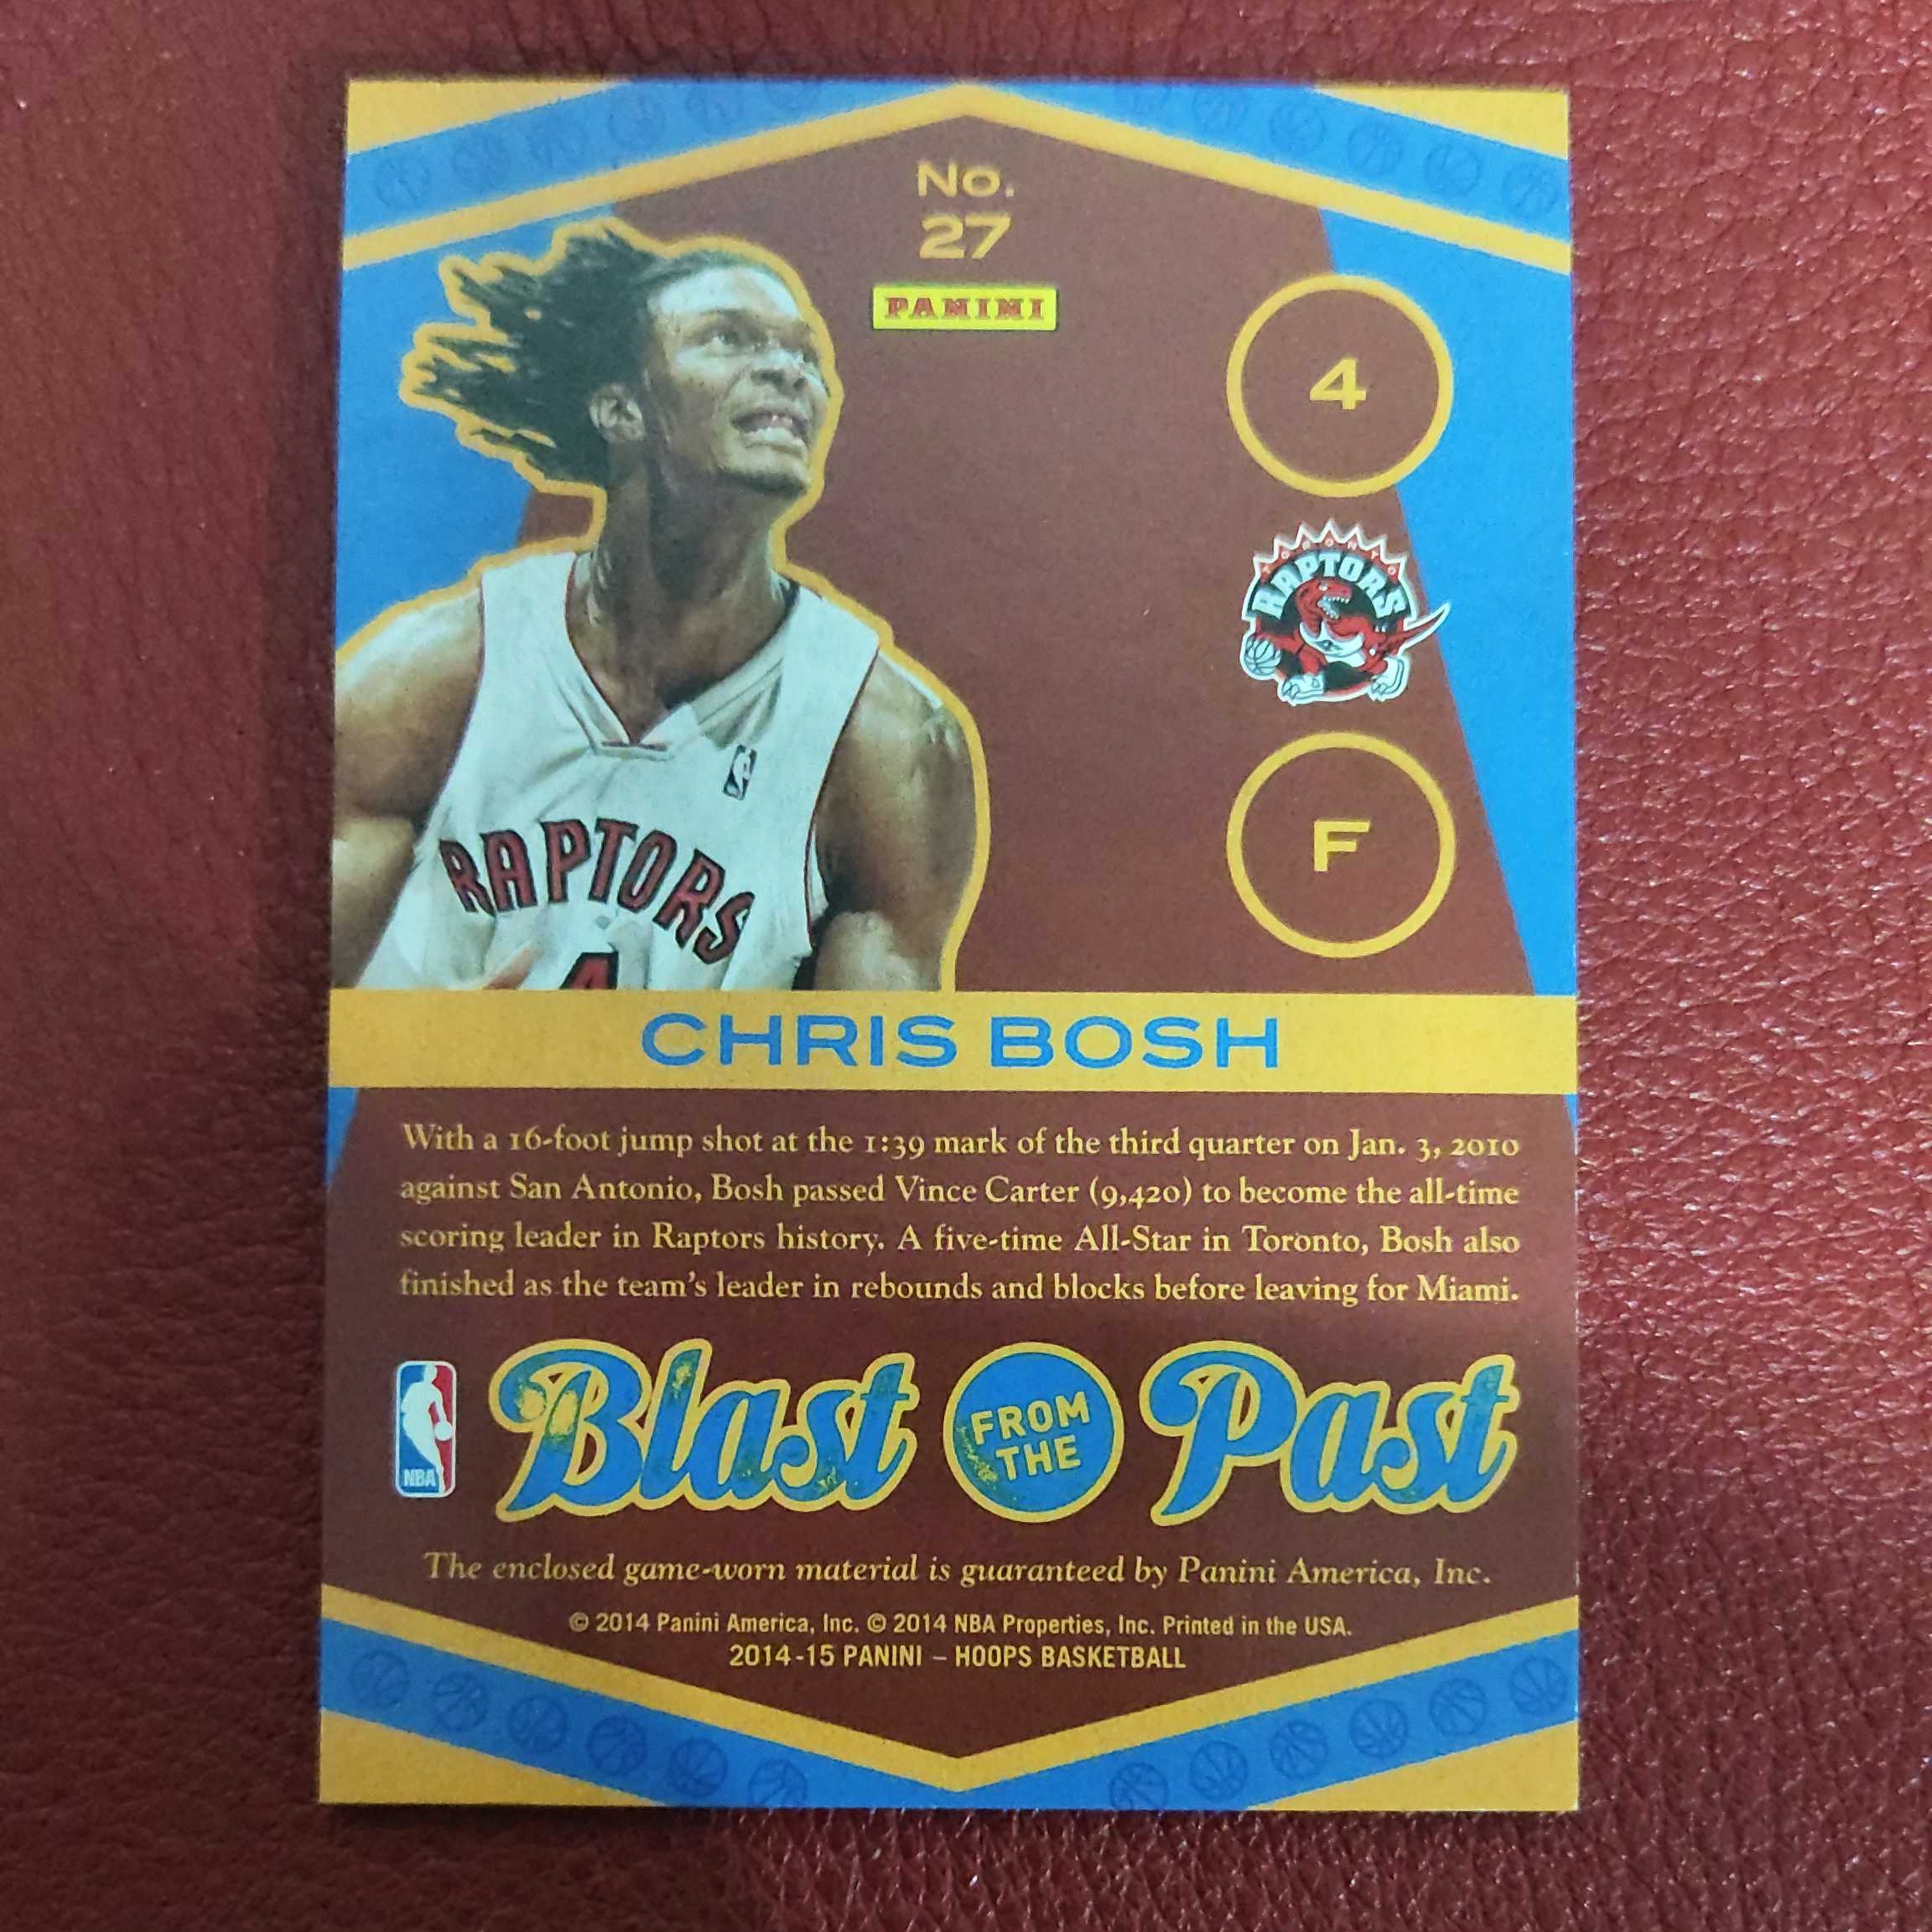 No.
27
PANINI
4
TORONTO
RAPTORS
F
RAPTORS
4
CHRIS BOSH
With a 16-foot jump shot at the 1:39 mark of the third quarter on Jan. 3, 2010
against San Antonio, Bosh passed Vince Carter (9,420) to become the all-time
scoring leader in Raptors history. A five-time All-Star in Toronto, Bosh also
finished as the team's leader in rebounds and blocks before leaving for Miami.
NBA
Blast FROM THE Past
The enclosed game-worn material is guaranteed by Panini America, Inc.
© 2014 Panini America, Inc. © 2014 NBA Properties, Inc. Printed in the USA.
2014-15 PANINI – HOOPS BASKETBALL